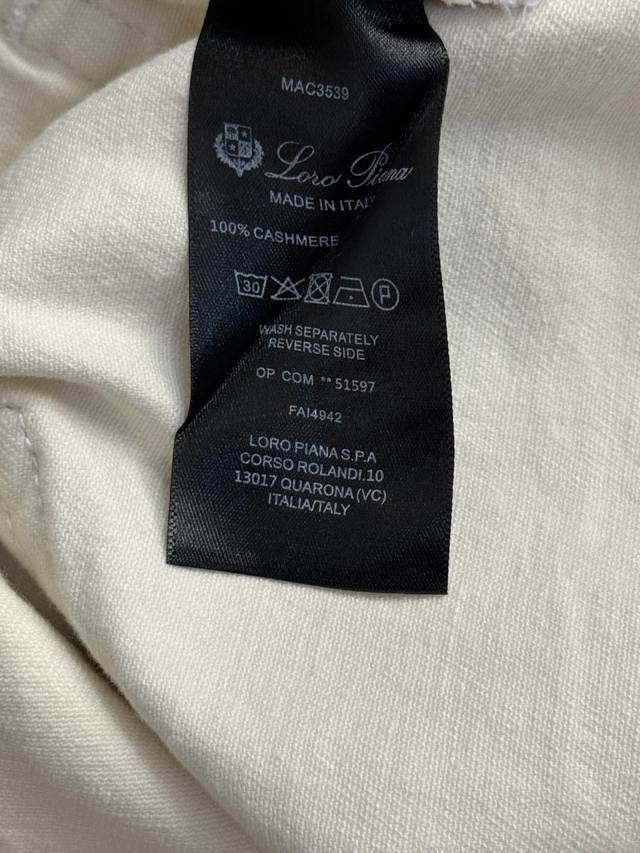 MAC3539
Loro Piana
MADE IN ITALY
100% CASHMERE
30 P
WASH SEPARATELY
REVERSE SIDE
OP COM ** 51597
FAI4942
LORO PIANA S.P.A
CORSO ROLANDI.10
13017 QUARONA (VC)
ITALIA/TALY